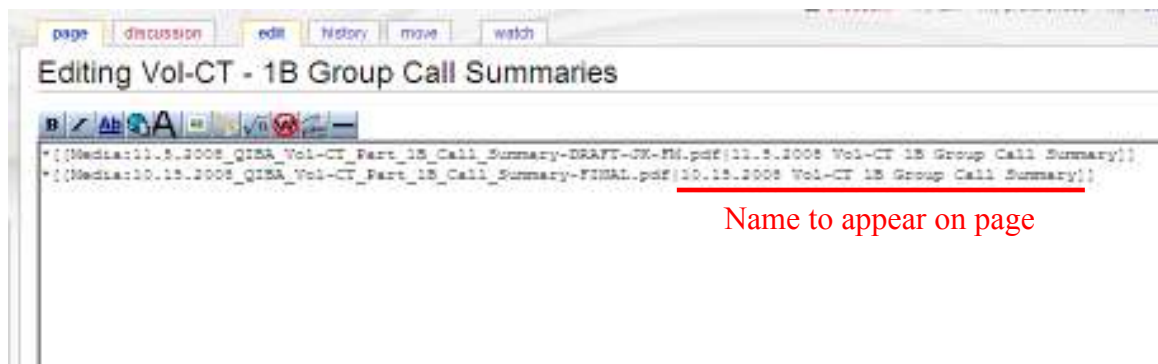 page discussion edit history move watch
Editing Vol-CT - 1B Group Call Summaries
B Ab A √n W
*[[Media:11.5.2008_QIBA_Vol-CT_Part_1B_Call_Summary-DRAFT-JK-FM.pdf|11.5.2008 Vol-CT 1B Group Call Summary]]
*[[Media:10.15.2008_QIBA_Vol-CT_Part_1B_Call_Summary-FINAL.pdf|10.15.2008 Vol-CT 1B Group Call Summary]]
Name to appear on page